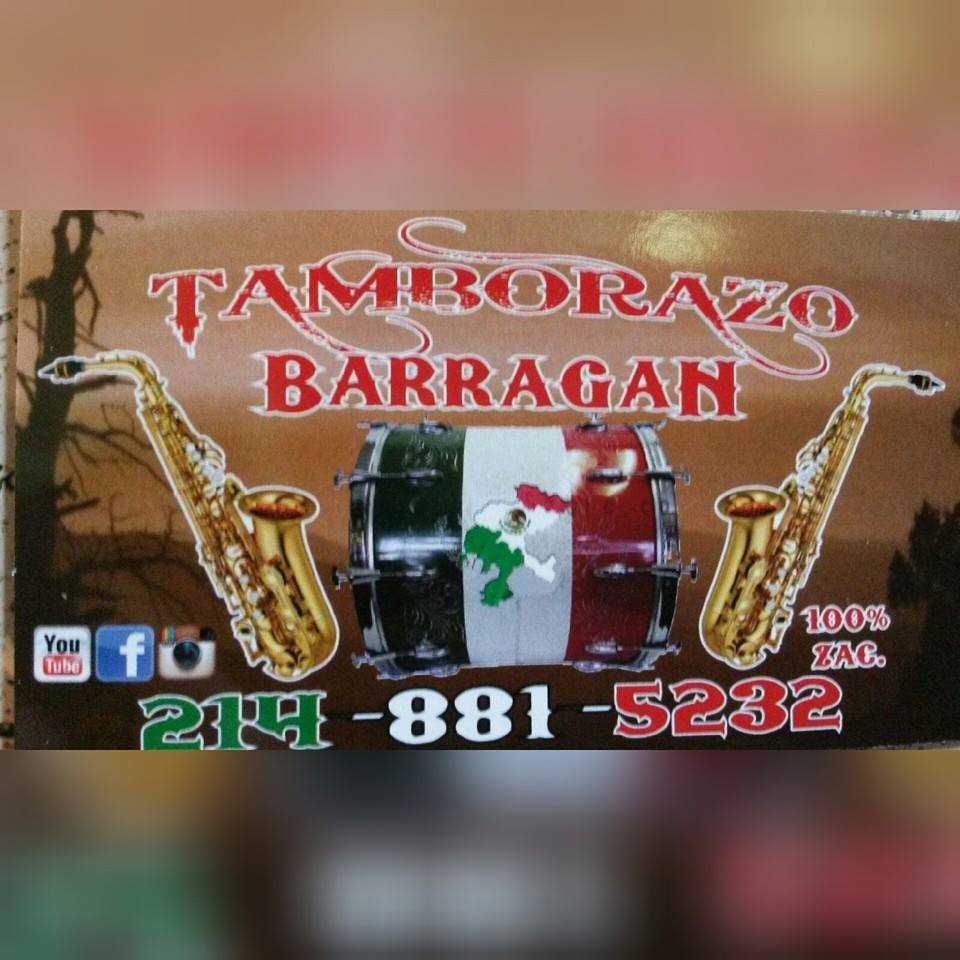 TAMBORAZO
BARRAGAN
100%
ZAC.
You
Tube
f
214-881-5232